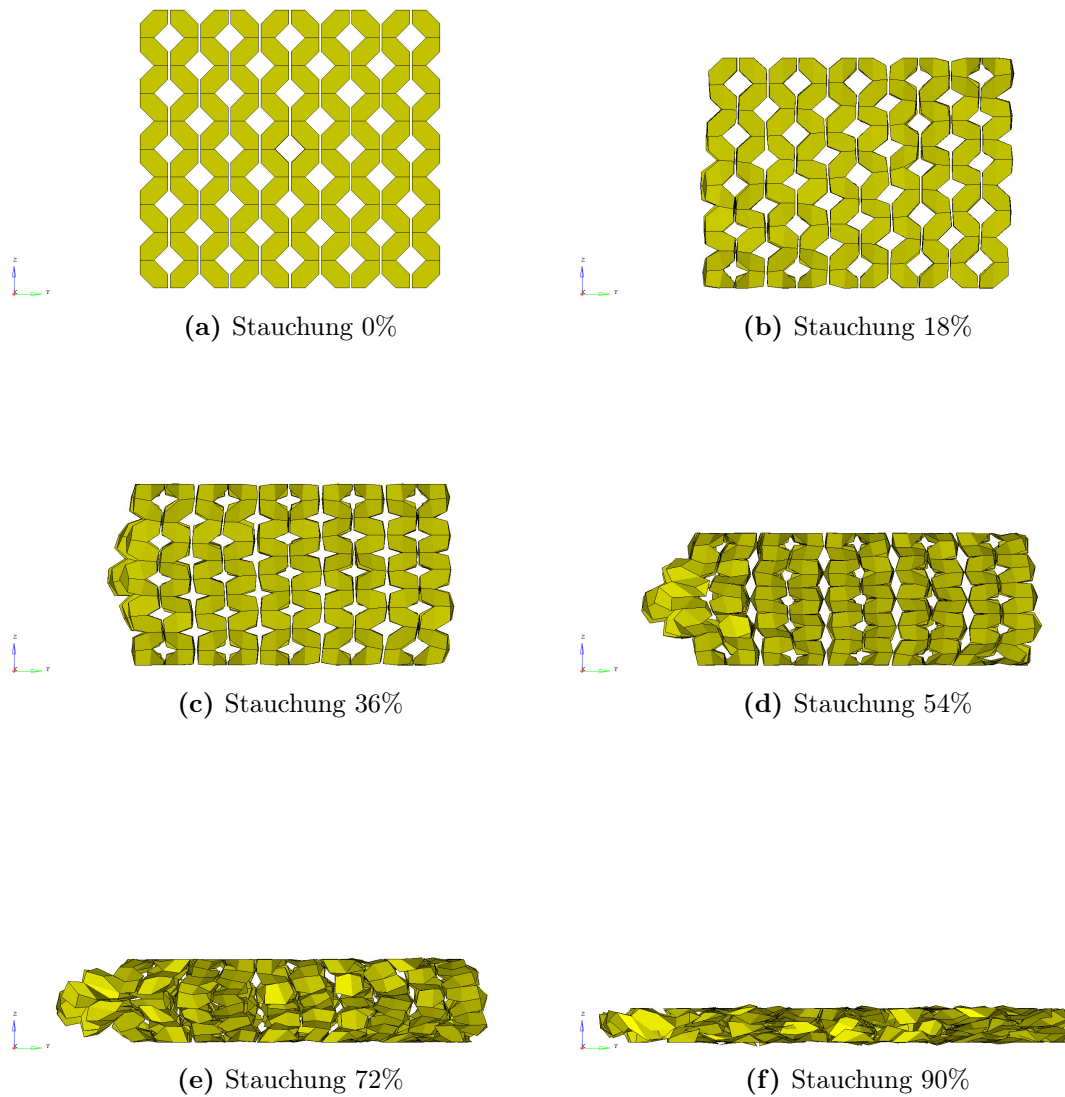 (a) Stauchung 0%
(b) Stauchung 18%
(c) Stauchung 36%
(d) Stauchung 54%
(e) Stauchung 72%
(f) Stauchung 90%